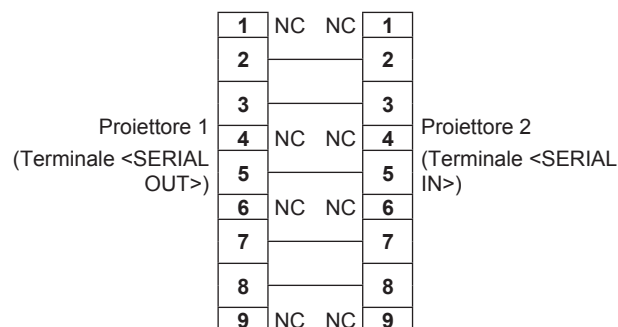 1 NC NC 1
2 2
3 3
Proiettore 1
(Terminale <SERIAL
OUT>)
4 NC NC 4
5 5
6 NC NC 6
7 7
8 8
9 NC NC 9
Proiettore 2
(Terminale <SERIAL
IN>)